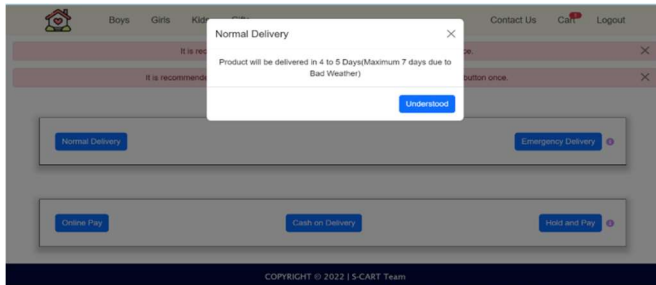 Boys Girls Kids Gifts Contact Us Cart Logout
Normal Delivery
It is rec
ce.
Product will be delivered in 4 to 5 Days(Maximum 7 days due to
Bad Weather)
It is recommende
button once.
Understood
Normal Delivery Emergency Delivery
Online Pay Cash on Delivery Hold and Pay
COPYRIGHT © 2022 | S-CART Team